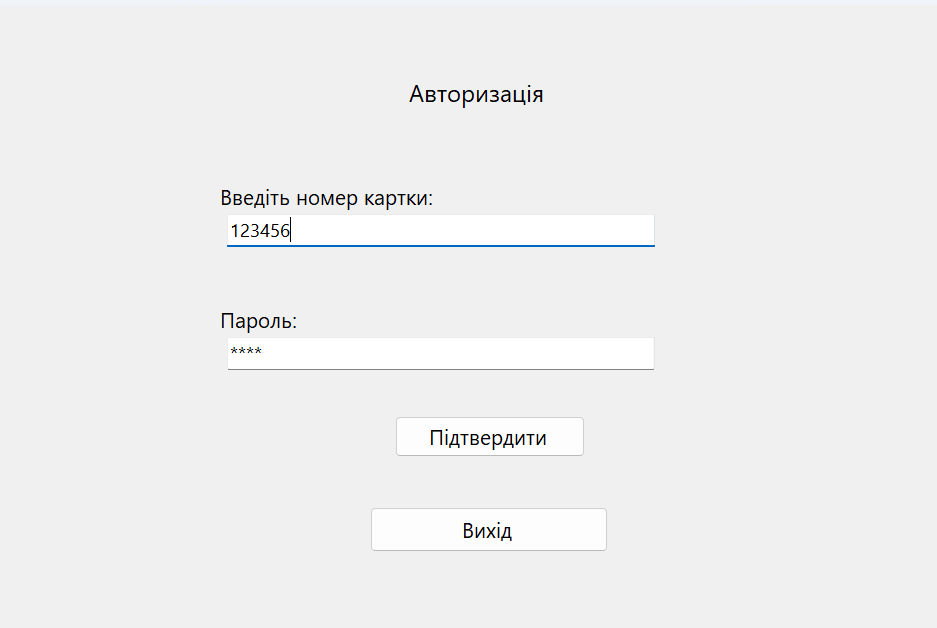 Авторизація
Введіть номер картки:
123456
Пароль:
****
Підтвердити
Вихід